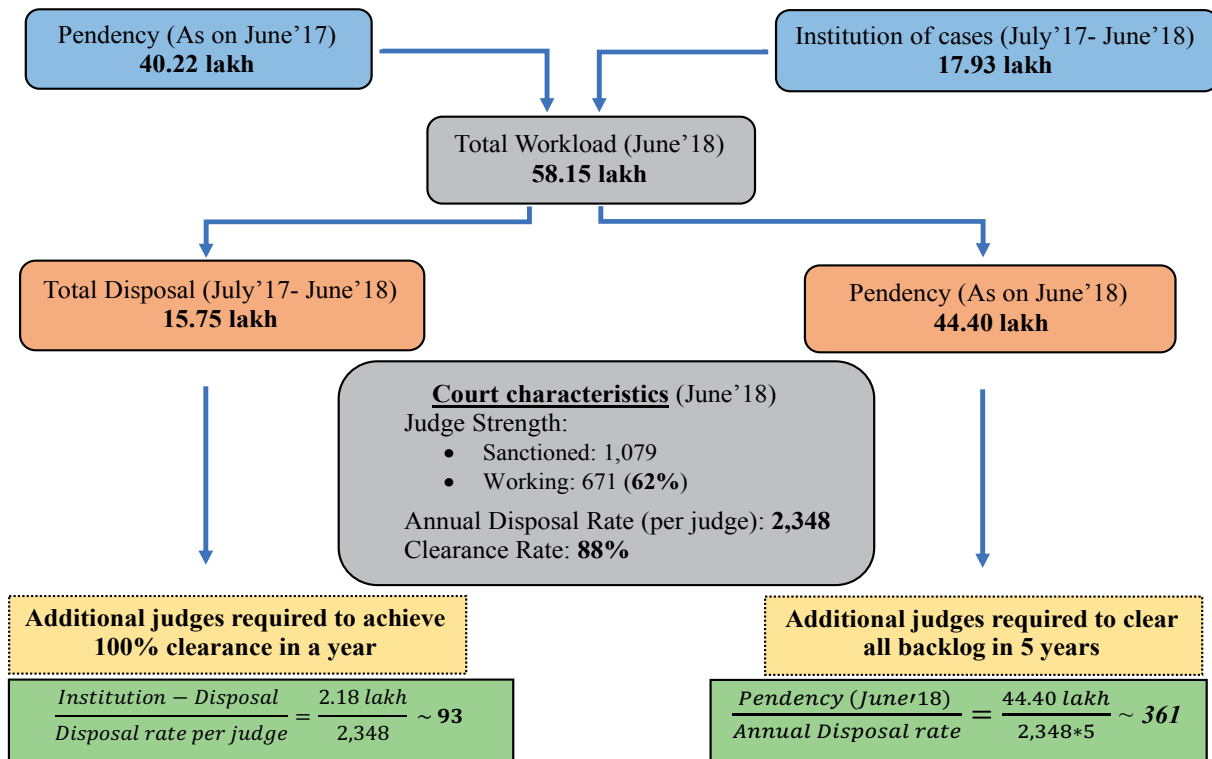 Pendency (As on June’17)
40.22 lakh
Institution of cases (July’17- June’18)
17.93 lakh
Total Workload (June’18)
58.15 lakh
Total Disposal (July’17- June’18)
15.75 lakh
Pendency (As on June’18)
44.40 lakh
Court characteristics (June’18)
Judge Strength:
• Sanctioned: 1,079
• Working: 671 (62%)
Annual Disposal Rate (per judge): 2,348
Clearance Rate: 88%
Additional judges required to achieve
100% clearance in a year
Institution − Disposal
Disposal rate per judge
= 2.18 lakh
2,348
~ 93
Additional judges required to clear
all backlog in 5 years
Pendency (June′18)
Annual Disposal rate
= 44.40 lakh
2,348*5
~ 361